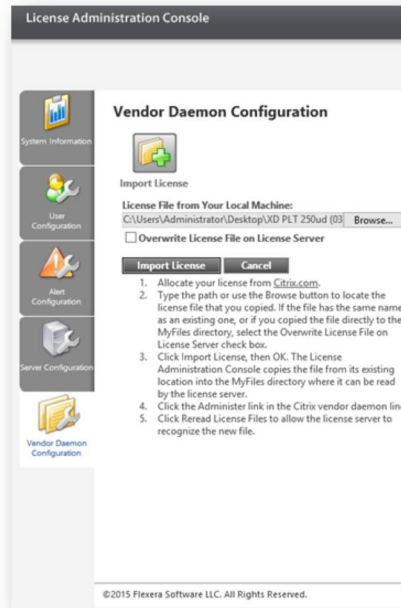 License Administration Console
System Information
User
Configuration
Alert
Configuration
Server Configuration
Vendor Daemon
Configuration
Vendor Daemon Configuration
Import License
License File from Your Local Machine:
C:\Users\Administrator\Desktop\XD PLT 250ud (03 Browse...
Overwrite License File on License Server
Import License Cancel
1. Allocate your license from Citrix.com.
2. Type the path or use the Browse button to locate the
license file that you copied. If the file has the same name
as an existing one, or if you copied the file directly to the
MyFiles directory, select the Overwrite License File on
License Server check box.
3. Click Import License, then OK. The License
Administration Console copies the file from its existing
location into the MyFiles directory where it can be read
by the license server.
4. Click the Administer link in the Citrix vendor daemon lin
5. Click Reread License Files to allow the license server to
recognize the new file.
©2015 Flexera Software LLC. All Rights Reserved.